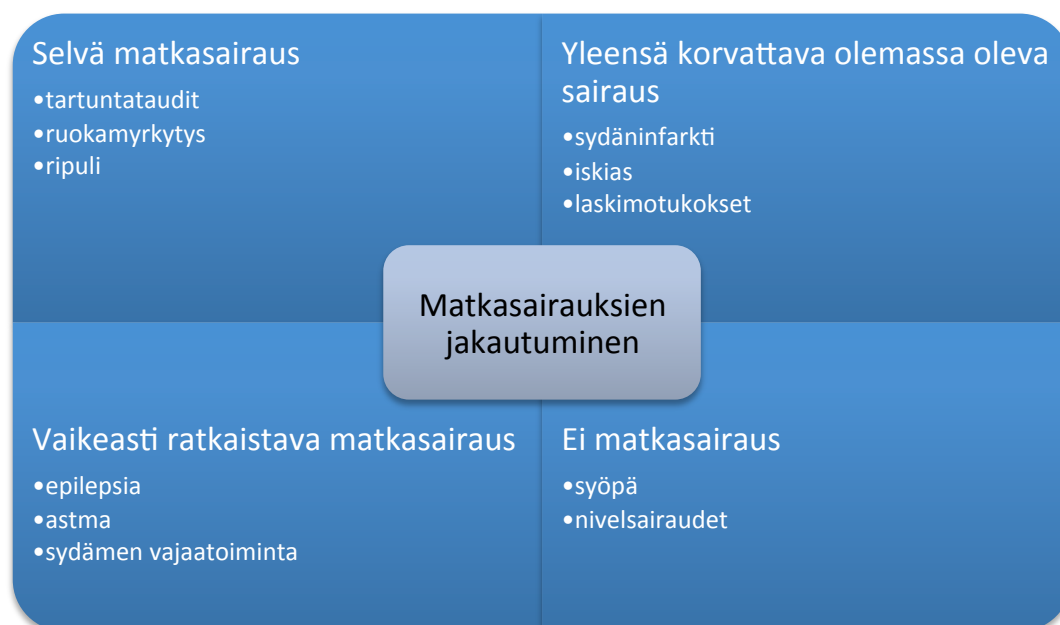 Selvä matkasairaus
•tartuntataudit
•ruokamyrkytys
•ripuli
Yleensä korvattava olemassa oleva
sairaus
•sydäninfarkti
•iskias
•laskimotukokset
Matkasairauksien
jakautuminen
Vaikeasti ratkaistava matkasairaus
•epilepsia
•astma
•sydämen vajaatoiminta
Ei matkasairaus
•syöpä
•nivelsairaudet